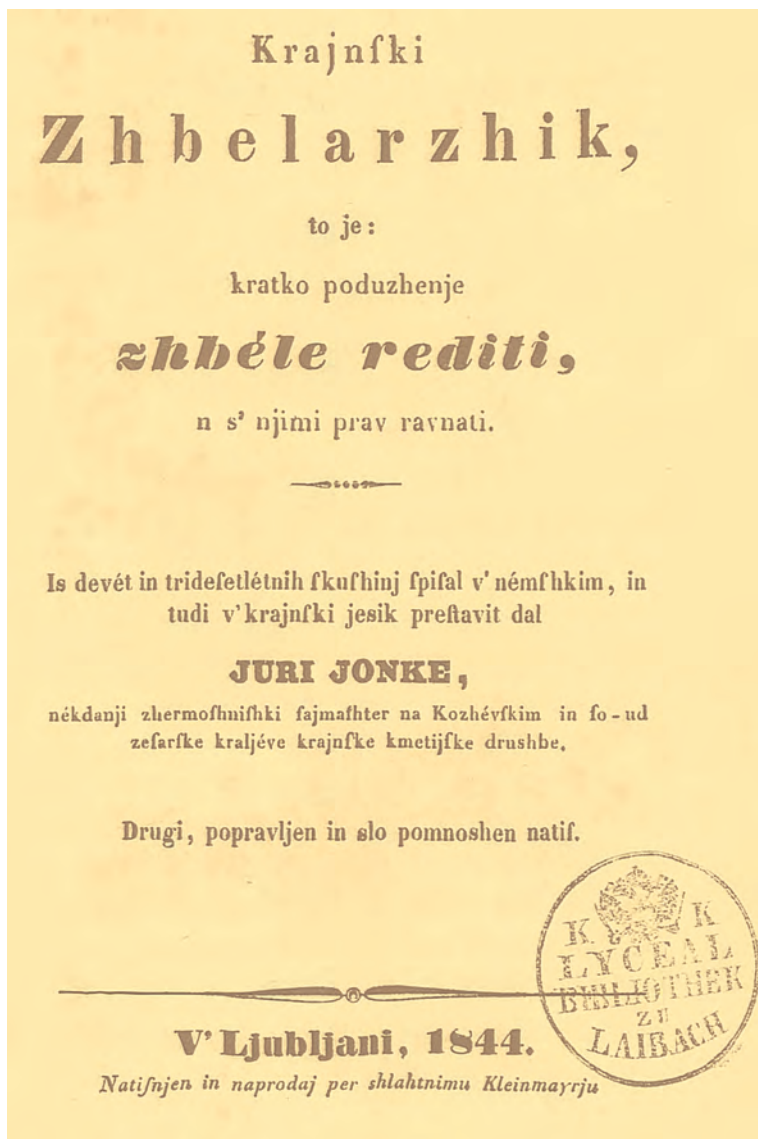 Krajnſki
Zhbelarzhik,
to je:
kratko poduzhenje
zhbéle rediti,
n s' njimi prav ravnati.
Is devét in trideſetlétnih ſkuſhinj ſpiſal v' némſhkim, in
tudi v' krajnſki jesik preſtavit dal
JURI JONKE,
nékdanji zhermoſhniſhki fajmaſhter na Kozhévſkim in ſo-ud
zeſarſke kraljéve krajnſke kmetijſke drushbe.
Drugi, popravljen in slo pomnoshen natiſ.
K K
LYCEAL
BIBLIOTHEK
ZU
LAIBACH
V' Ljubljani, 1844.
Natiſnjen in naprodaj per shlahtnimu Kleinmayrju